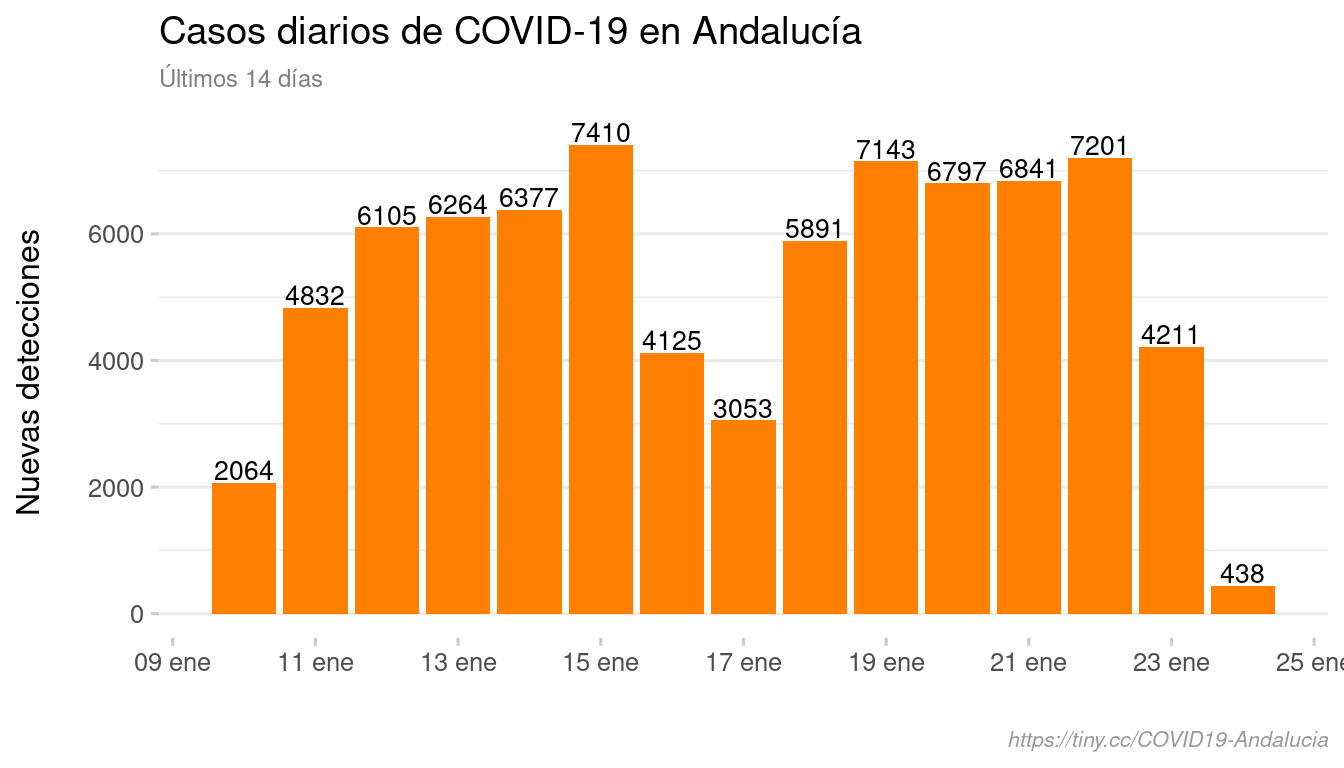 Casos diarios de COVID-19 en Andalucía
Últimos 14 días
Nuevas detecciones
6000
4000
2000
0
2064
4832
6105
6264
6377
7410
4125
3053
5891
7143
6797
6841
7201
4211
438
09 ene
11 ene
13 ene
15 ene
17 ene
19 ene
21 ene
23 ene
25 ene
https://tiny.cc/COVID19-Andalucia